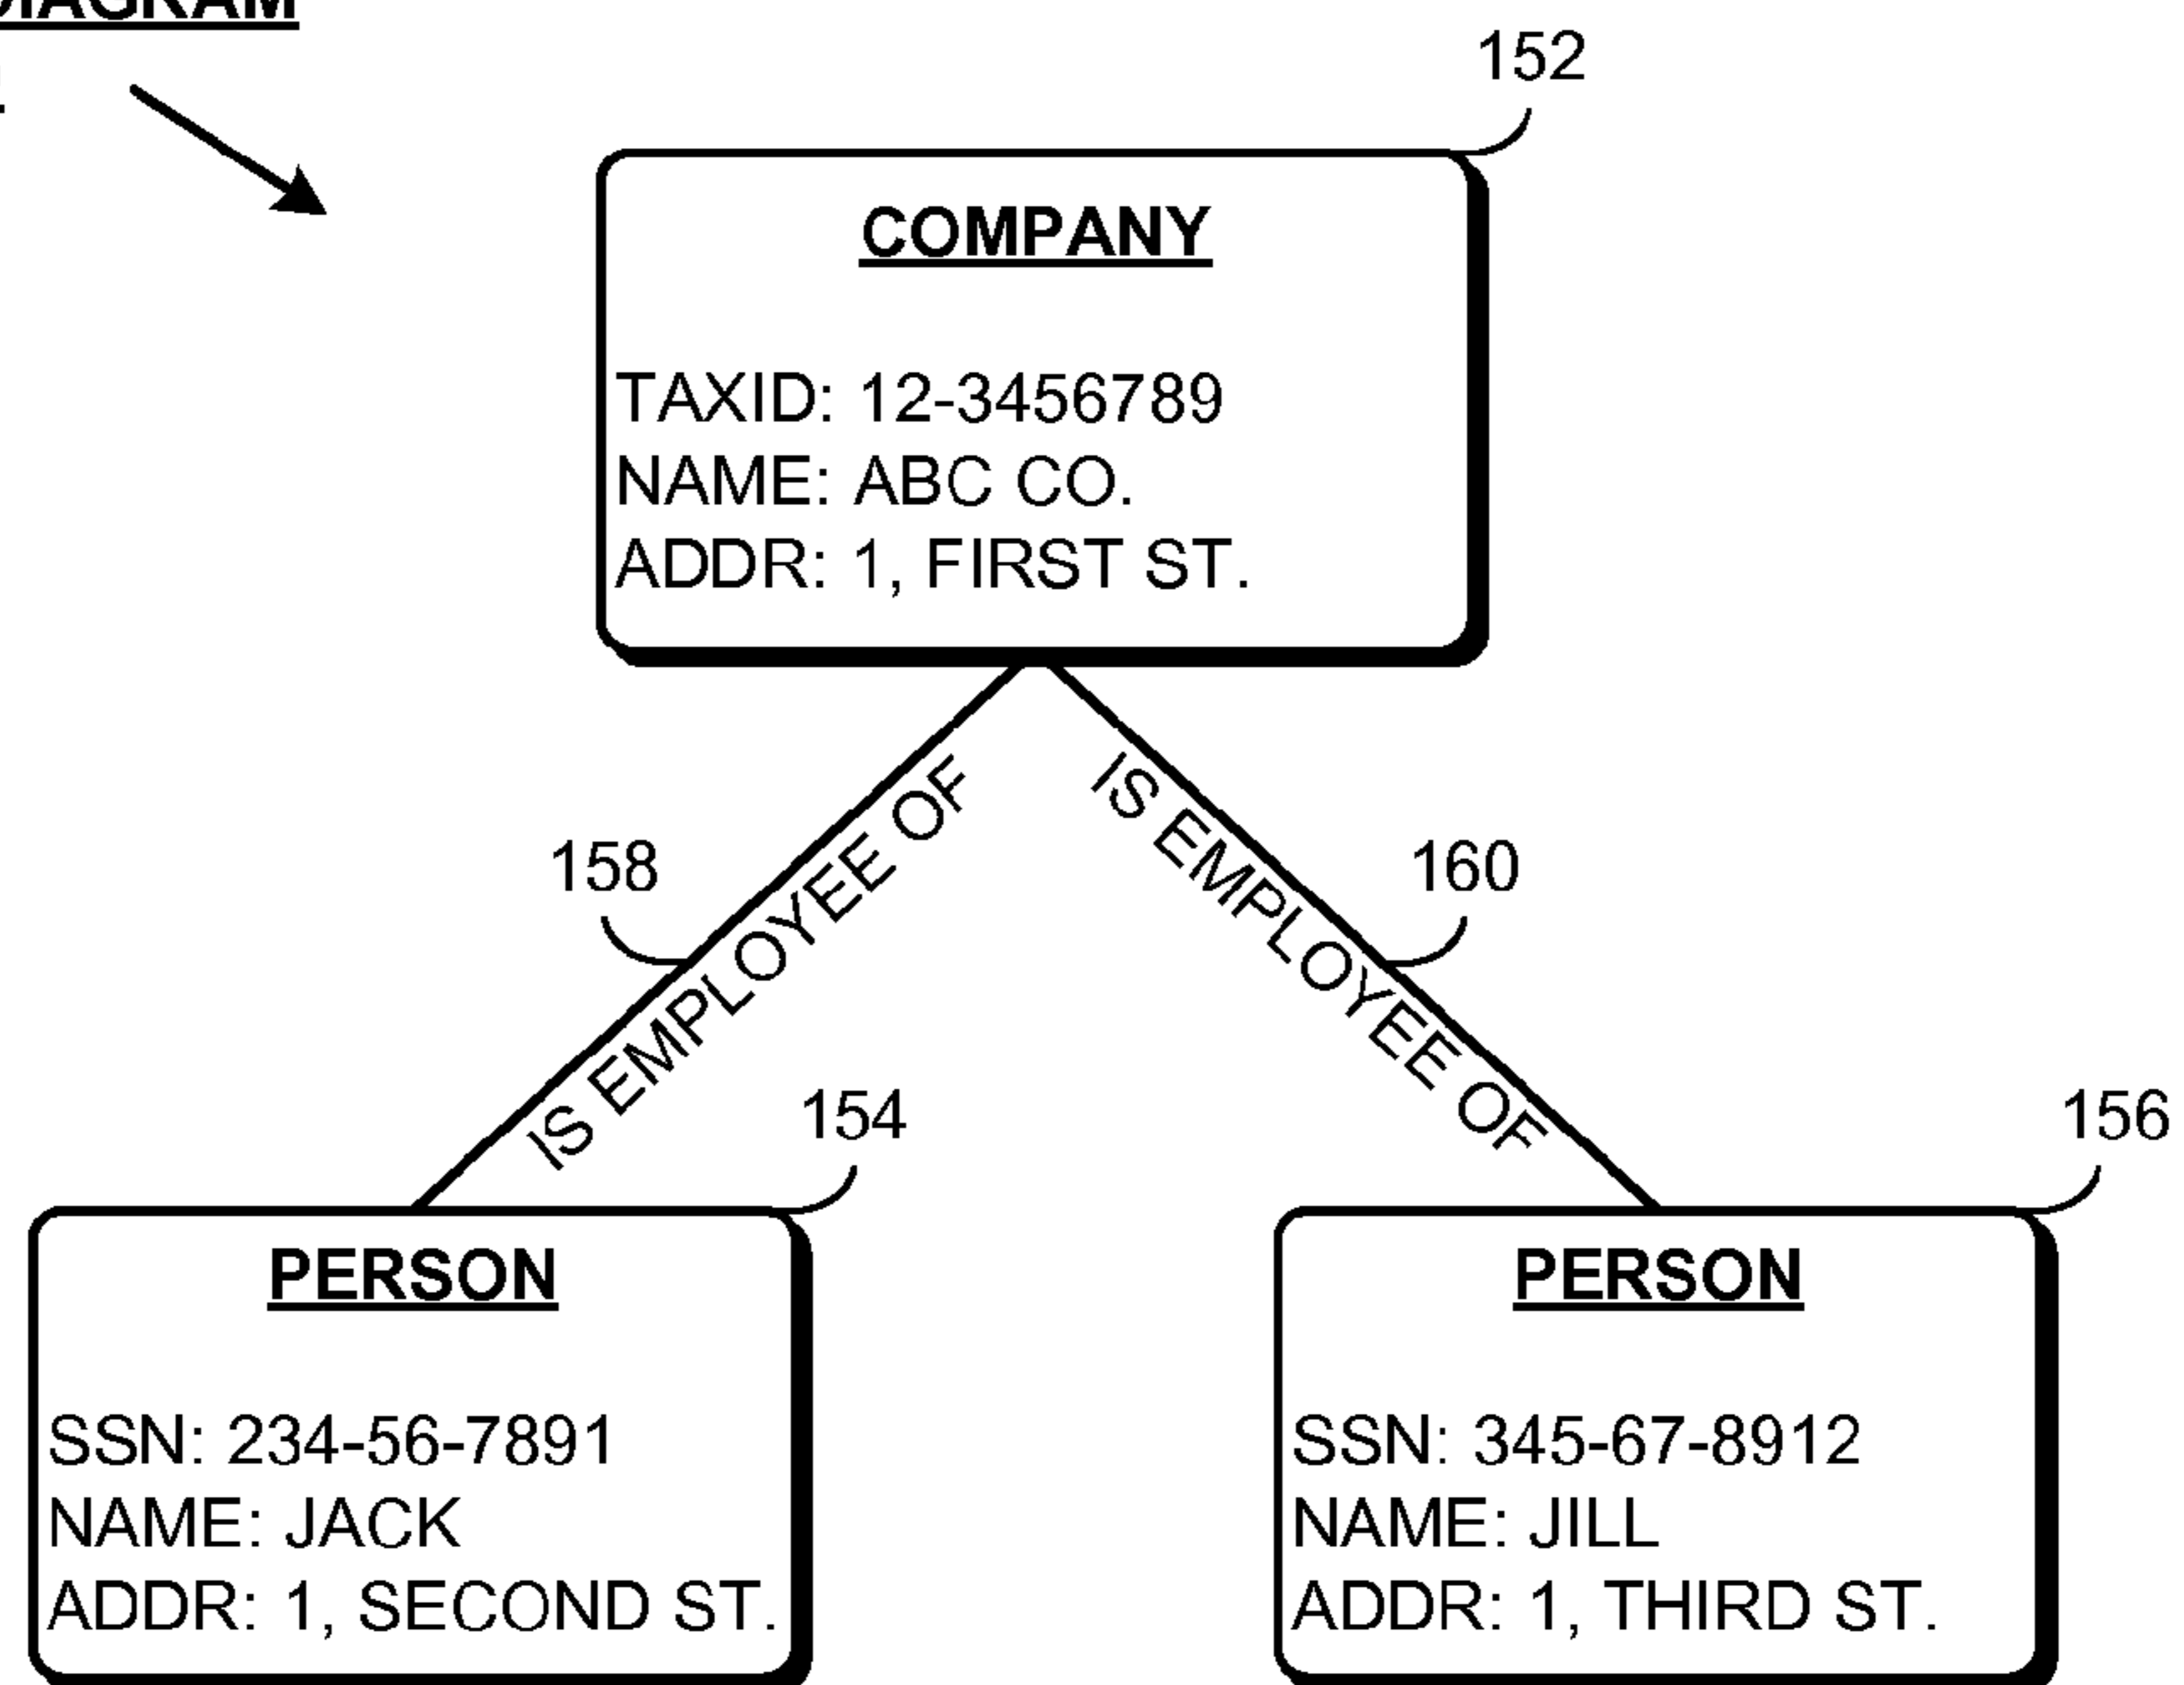 DIAGRAM
152
COMPANY
TAXID: 12-3456789
NAME: ABC CO.
ADDR: 1, FIRST ST.
158
IS EMPLOYEE OF
IS EMPLOYEE OF
160
154
156
PERSON
SSN: 234-56-7891
NAME: JACK
ADDR: 1, SECOND ST.
PERSON
SSN: 345-67-8912
NAME: JILL
ADDR: 1, THIRD ST.